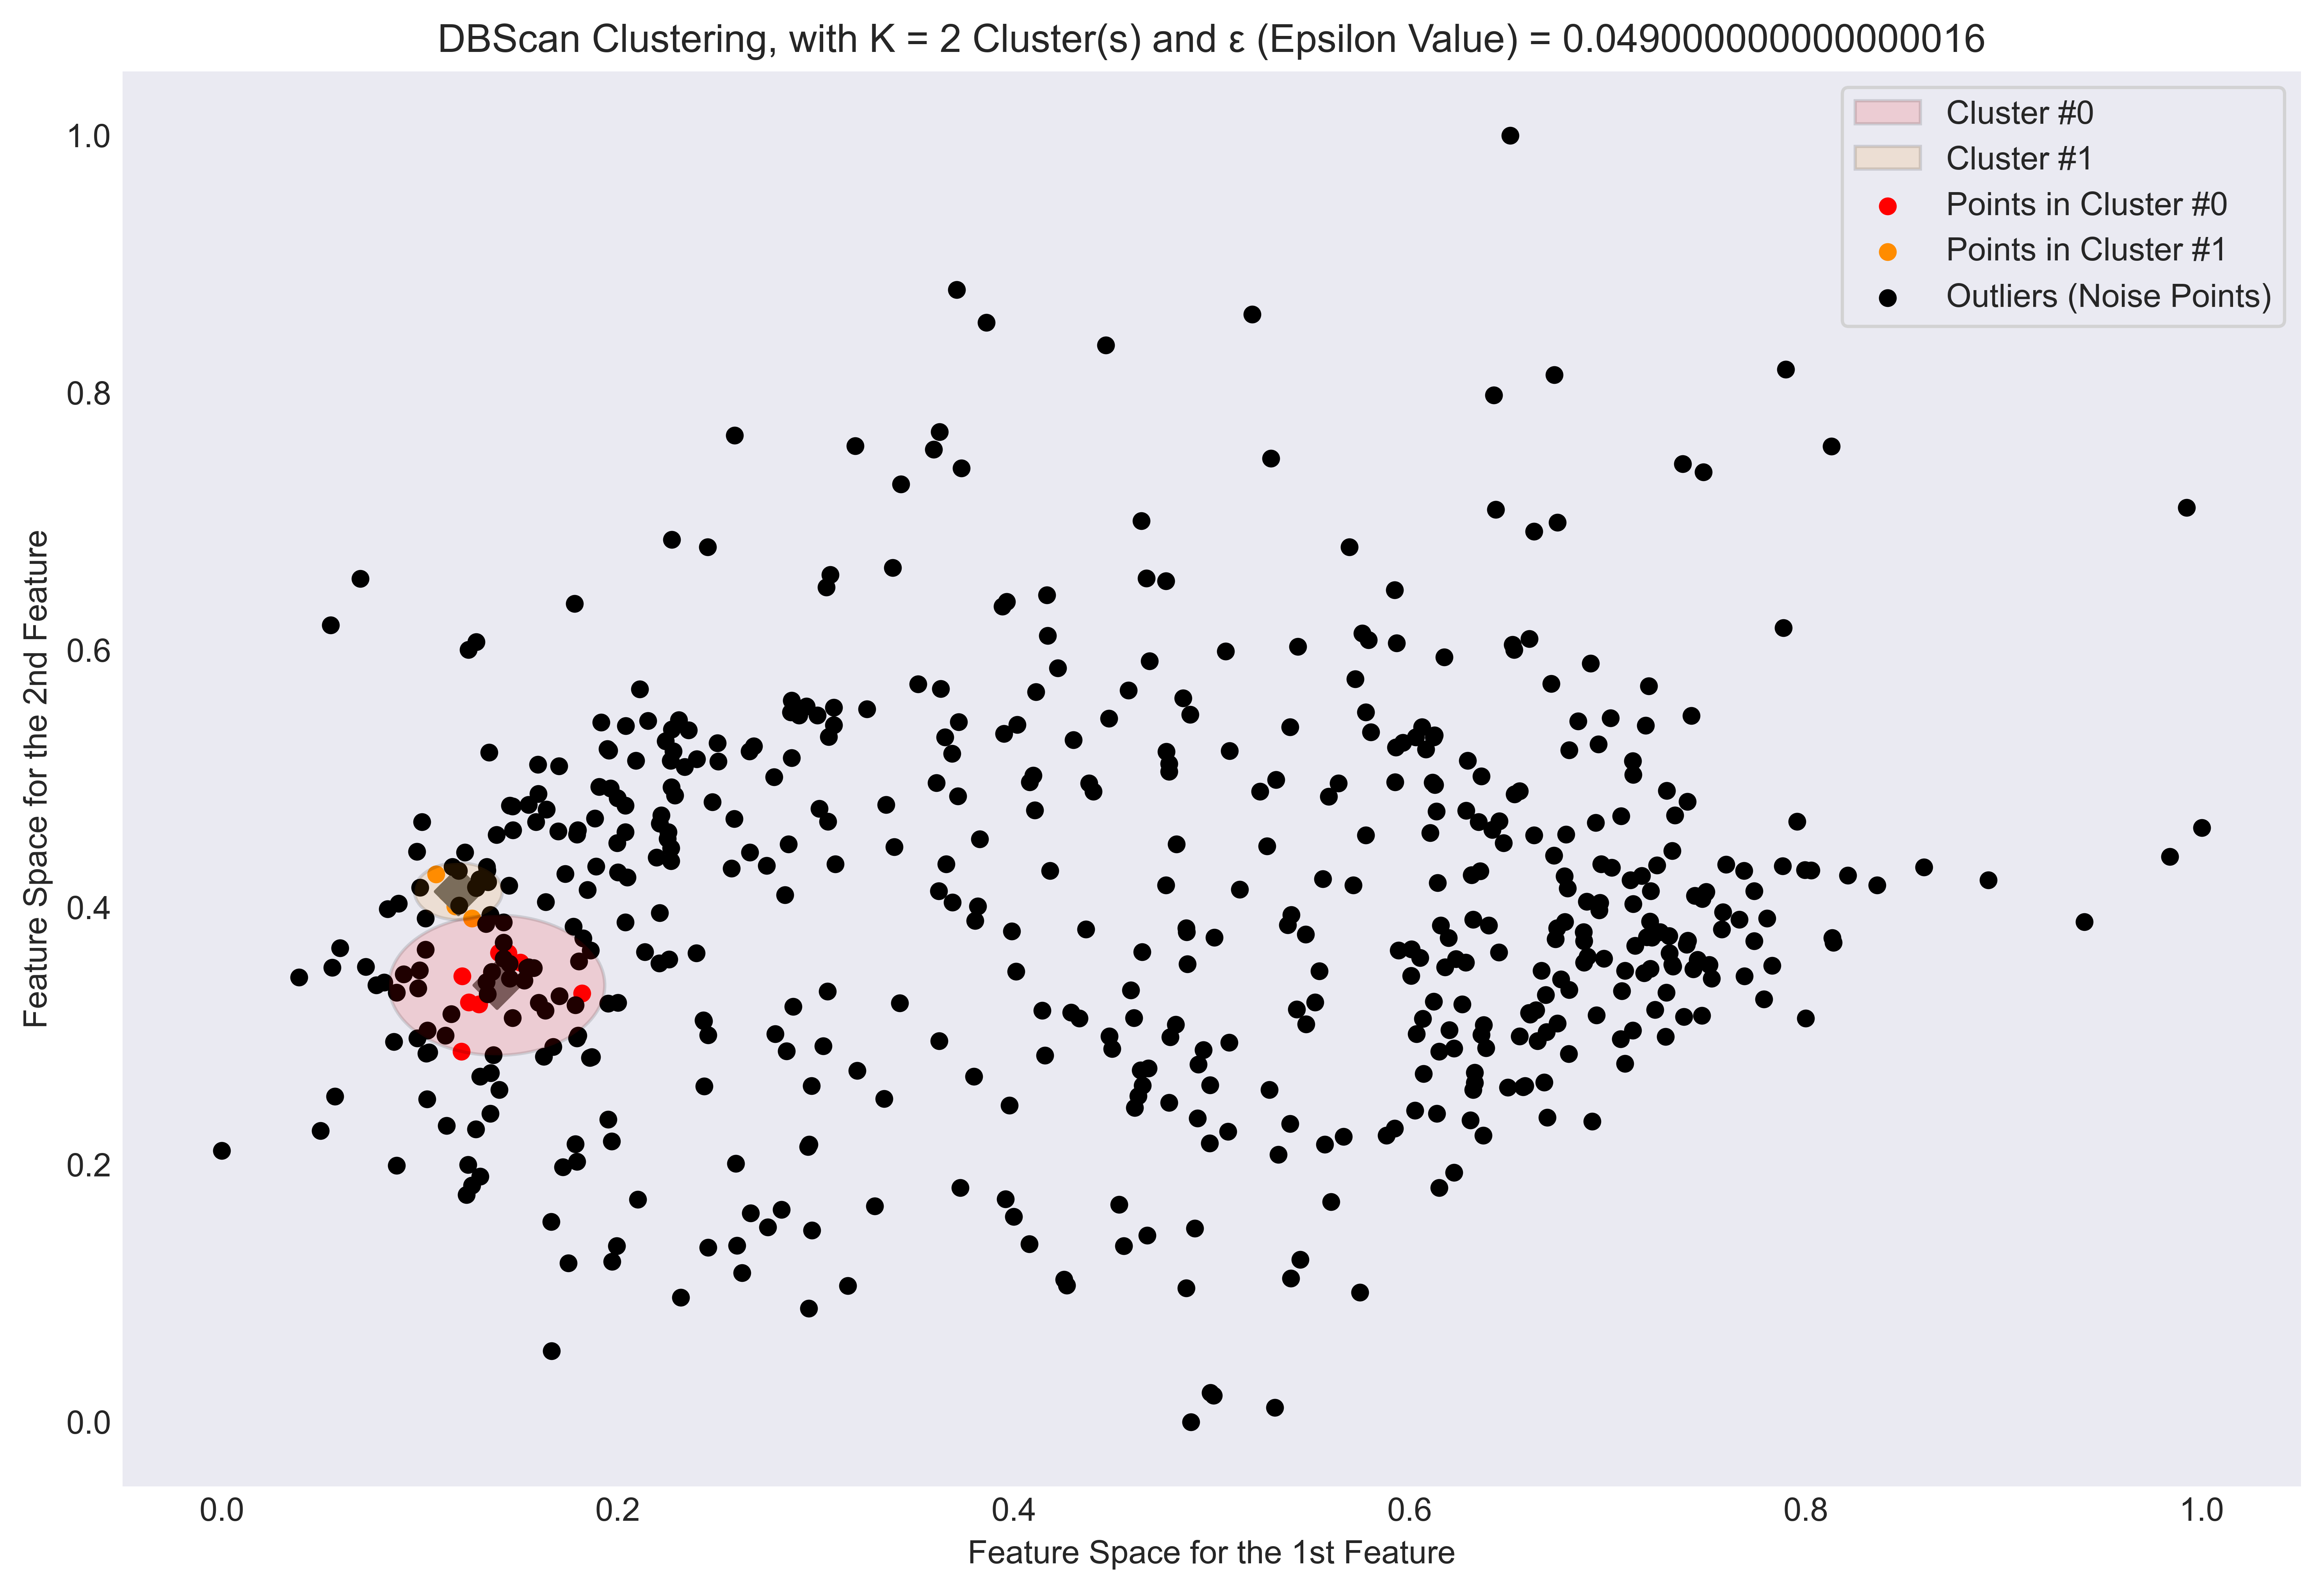 DBScan Clustering, with K = 2 Cluster(s) and ε (Epsilon Value) = 0.049000000000000016
Cluster #0
Cluster #1
Points in Cluster #0
Points in Cluster #1
Outliers (Noise Points)
Feature Space for the 2nd Feature
1.0
0.8
0.6
0.4
0.2
0.0
0.0 0.2 0.4 0.6 0.8 1.0
Feature Space for the 1st Feature